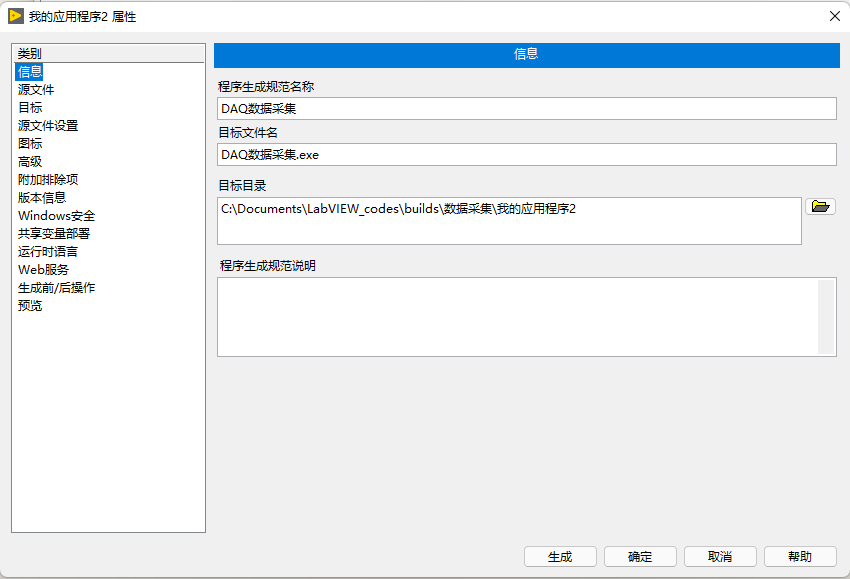 我的应用程序2 属性
类别
信息
源文件
目标
源文件设置
图标
高级
附加排除项
版本信息
Windows安全
共享变量部署
运行时语言
Web服务
生成前/后操作
预览
信息
程序生成规范名称
DAQ数据采集
目标文件名
DAQ数据采集.exe
目标目录
C:\Documents\LabVIEW_codes\builds\数据采集\我的应用程序2
程序生成规范说明
生成
确定
取消
帮助